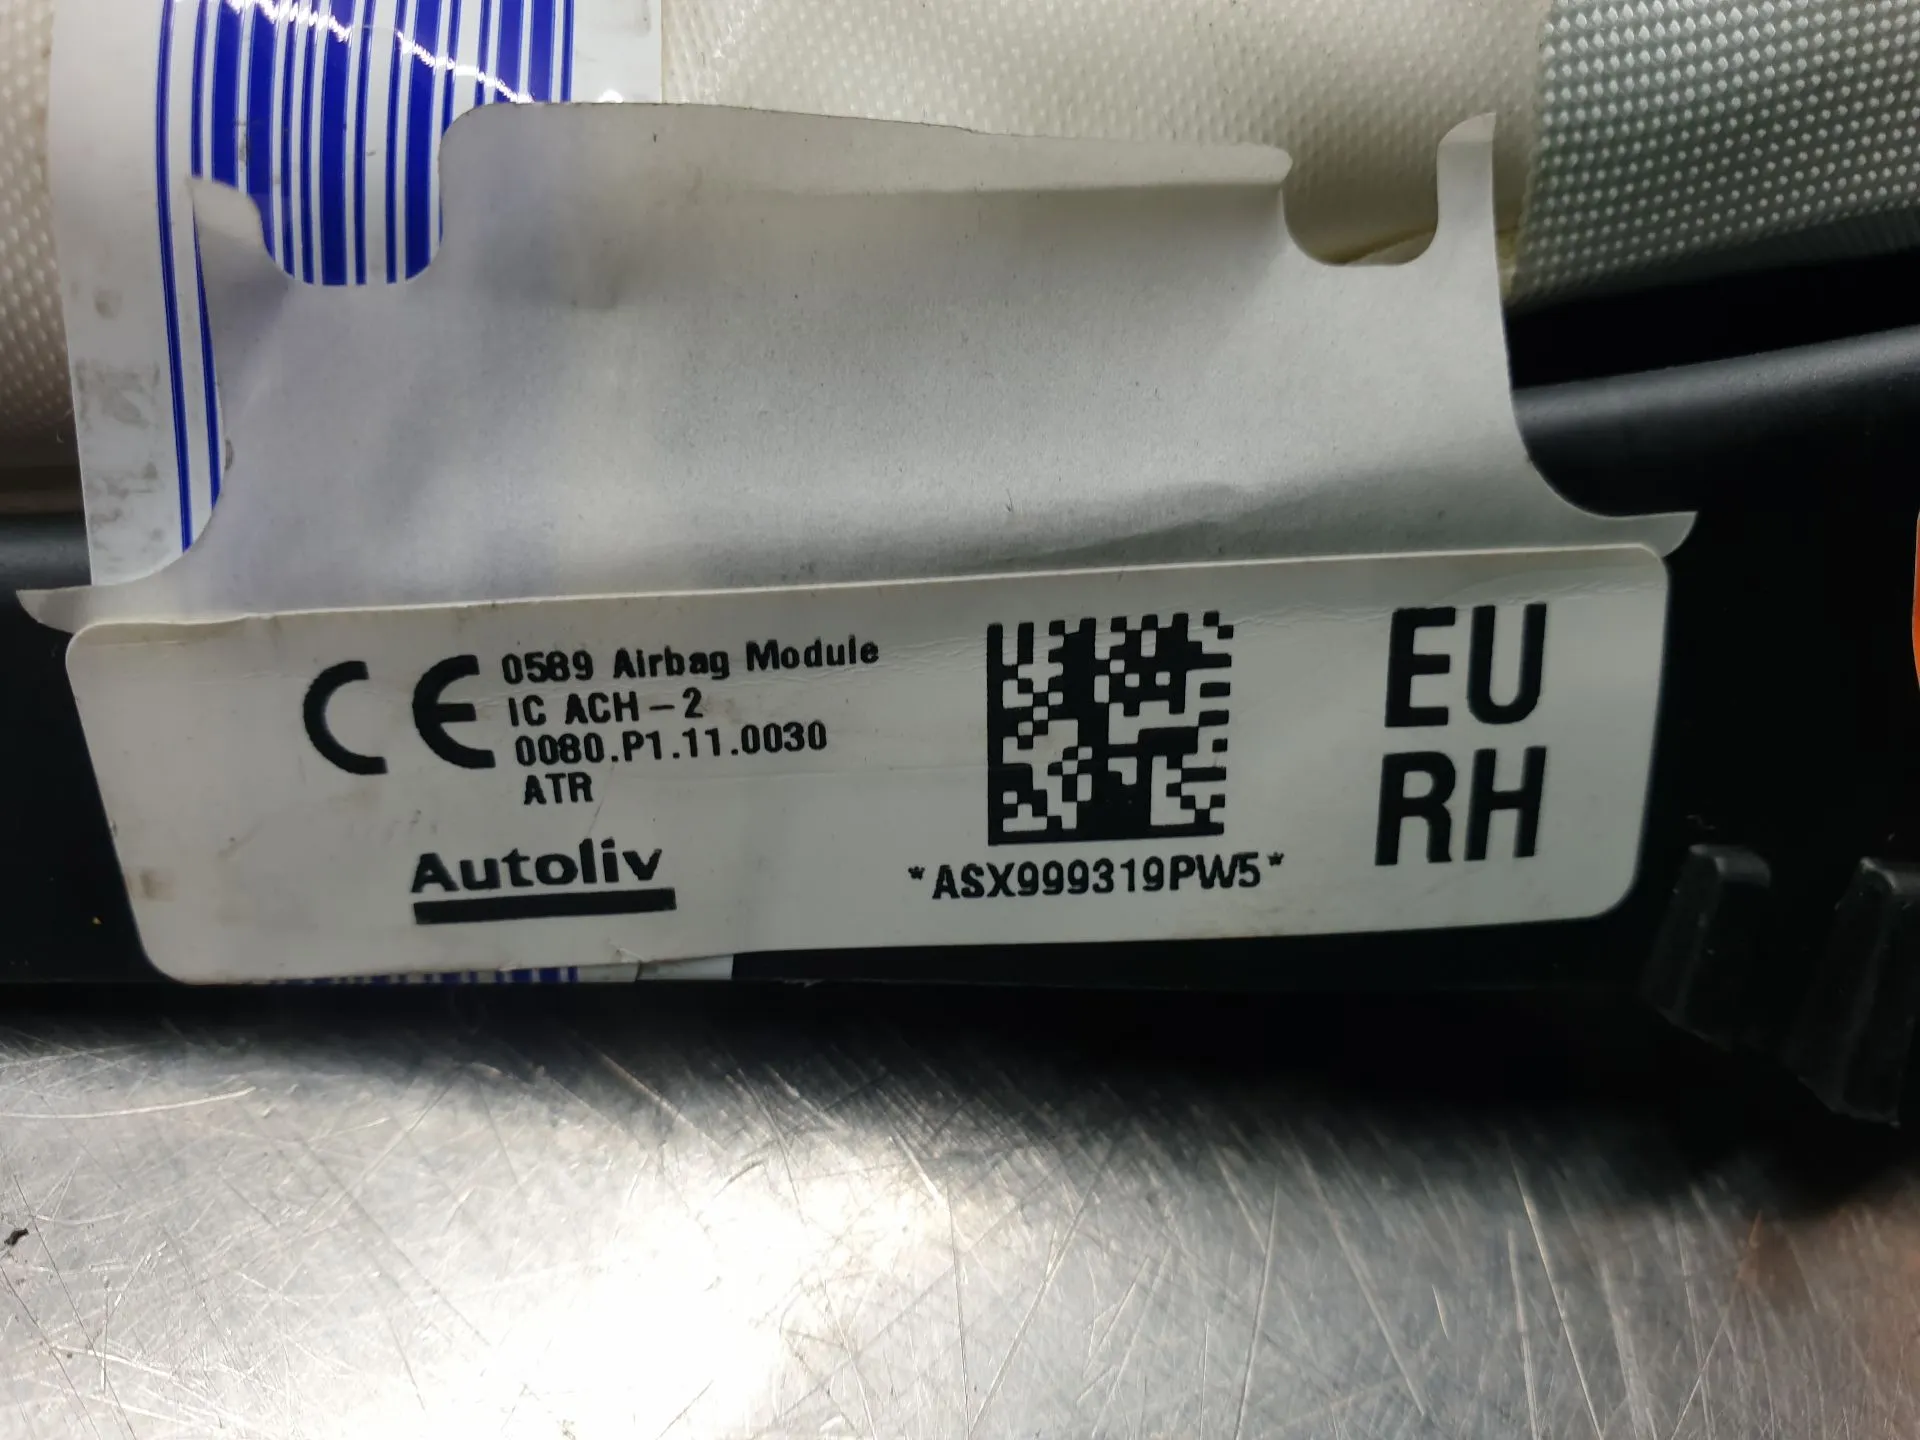 CE 0589 Airbag Module
IC ACH-2
0080.P1.11.0030
ATR
Autoliv
*ASX999319PW5*
EU
RH